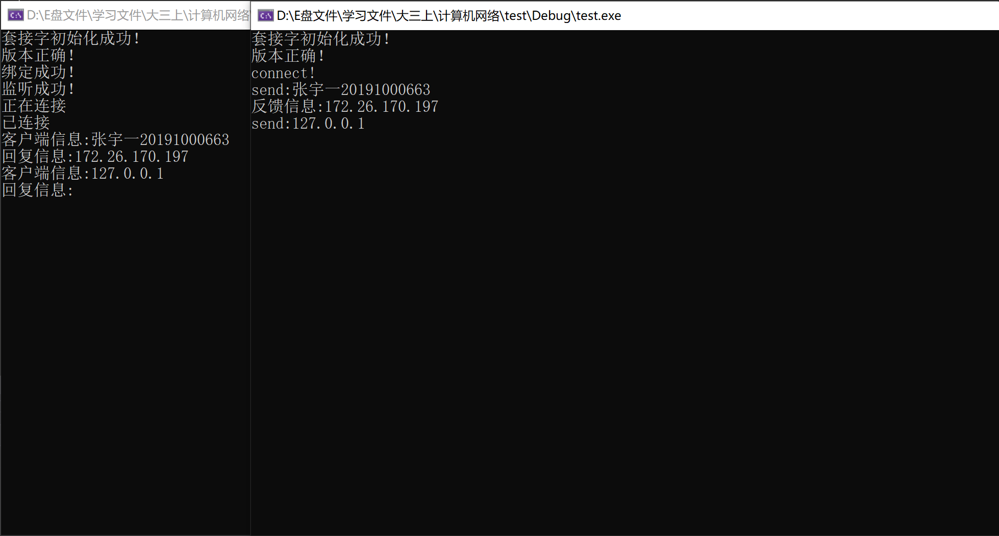 D:\E盘文件\学习文件\大三上\计算机网络\
套接字初始化成功!
版本正确!
绑定成功!
监听成功!
正在连接
已连接
客户端信息:张宇一20191000663
回复信息:172.26.170.197
客户端信息:127.0.0.1
回复信息:
D:\E盘文件\学习文件\大三上\计算机网络\test\Debug\test.exe
套接字初始化成功!
版本正确!
connect!
send:张宇一20191000663
反馈信息:172.26.170.197
send:127.0.0.1